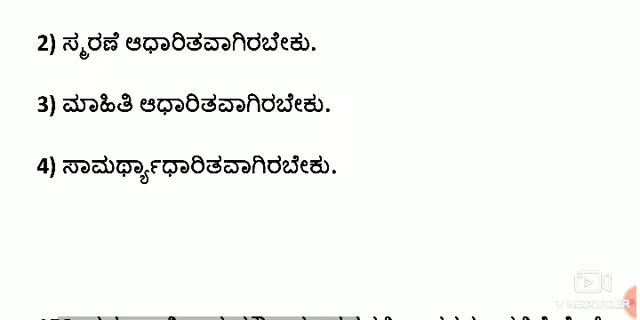 2) ಸ್ಮರಣೆ ಆಧಾರಿತವಾಗಿರಬೇಕು.
3) ಮಾಹಿತಿ ಆಧಾರಿತವಾಗಿರಬೇಕು.
4) ಸಾಮರ್ಥ್ಯಾಧಾರಿತವಾಗಿರಬೇಕು.